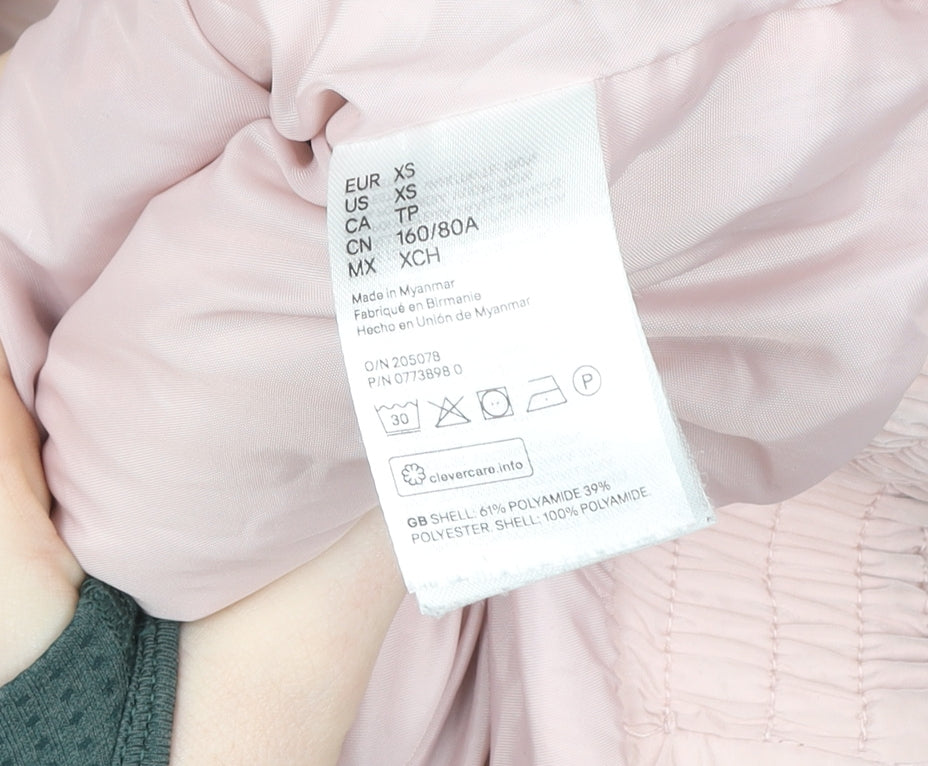 EUR XS
US XS
CA TP
CN 160/80A
MX XCH
Made in Myanmar
Fabriqué en Birmanie
Hecho en Unión de Myanmar
O/N 205078
P/N 0773898 0
30 P
clevercare.info
GB SHELL: 61% POLYAMIDE 39%
POLYESTER. SHELL: 100% POLYAMIDE.